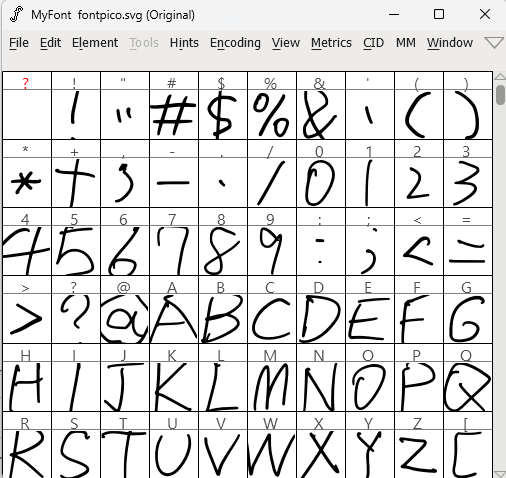 MyFont fontpico.svg (Original)
File Edit Element Tools Hints Encoding View Metrics CID MM Window
? ! " # $ % & ' ( )
! " # $ % & ' ( )
* + , - . / 0 1 2 3
* + , - . / 0 1 2 3
4 5 6 7 8 9 : ; < =
4 5 6 7 8 9 : ; < =
> ? @ A B C D E F G
> ? @ A B C D E F G
H I J K L M N O P Q
H I J K L M N O P Q
R S T U V W X Y Z [
R S T U V W X Y Z [